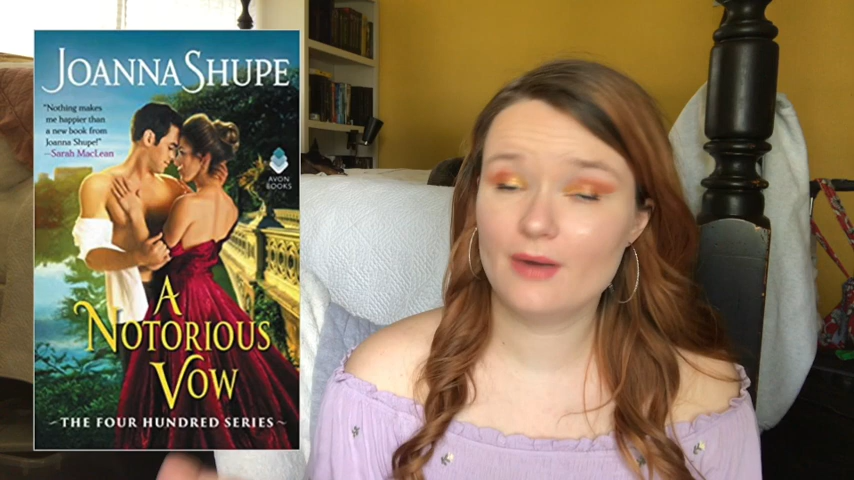 JOANNA SHUPE
"Nothing makes
me happier than
a new book from
Joanna Shupe!"
—Sarah MacLean
AVON
BOOKS
A
NOTORIOUS
VOW
~THE FOUR HUNDRED SERIES~